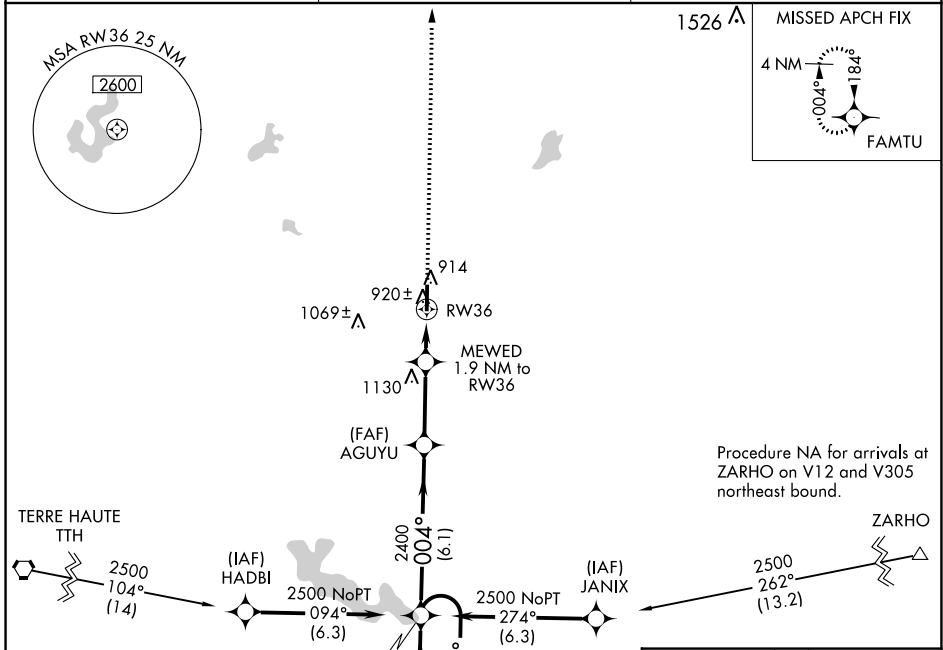 MSA RW36 25 NM
2600
1526
MISSED APCH FIX
4 NM
004°
184°
FAMTU
914
920±
RW36
1069±
MEWED
1.9 NM to
RW36
1130
(FAF)
AGUYU
Procedure NA for arrivals at
ZARHO on V12 and V305
northeast bound.
TERRE HAUTE
TTH
2500
104°
(14)
(IAF)
HADBI
2500 NoPT
094°
(6.3)
2400
004°
(6.1)
2500 NoPT
274°
(6.3)
(IAF)
JANIX
2500
262°
(13.2)
ZARHO